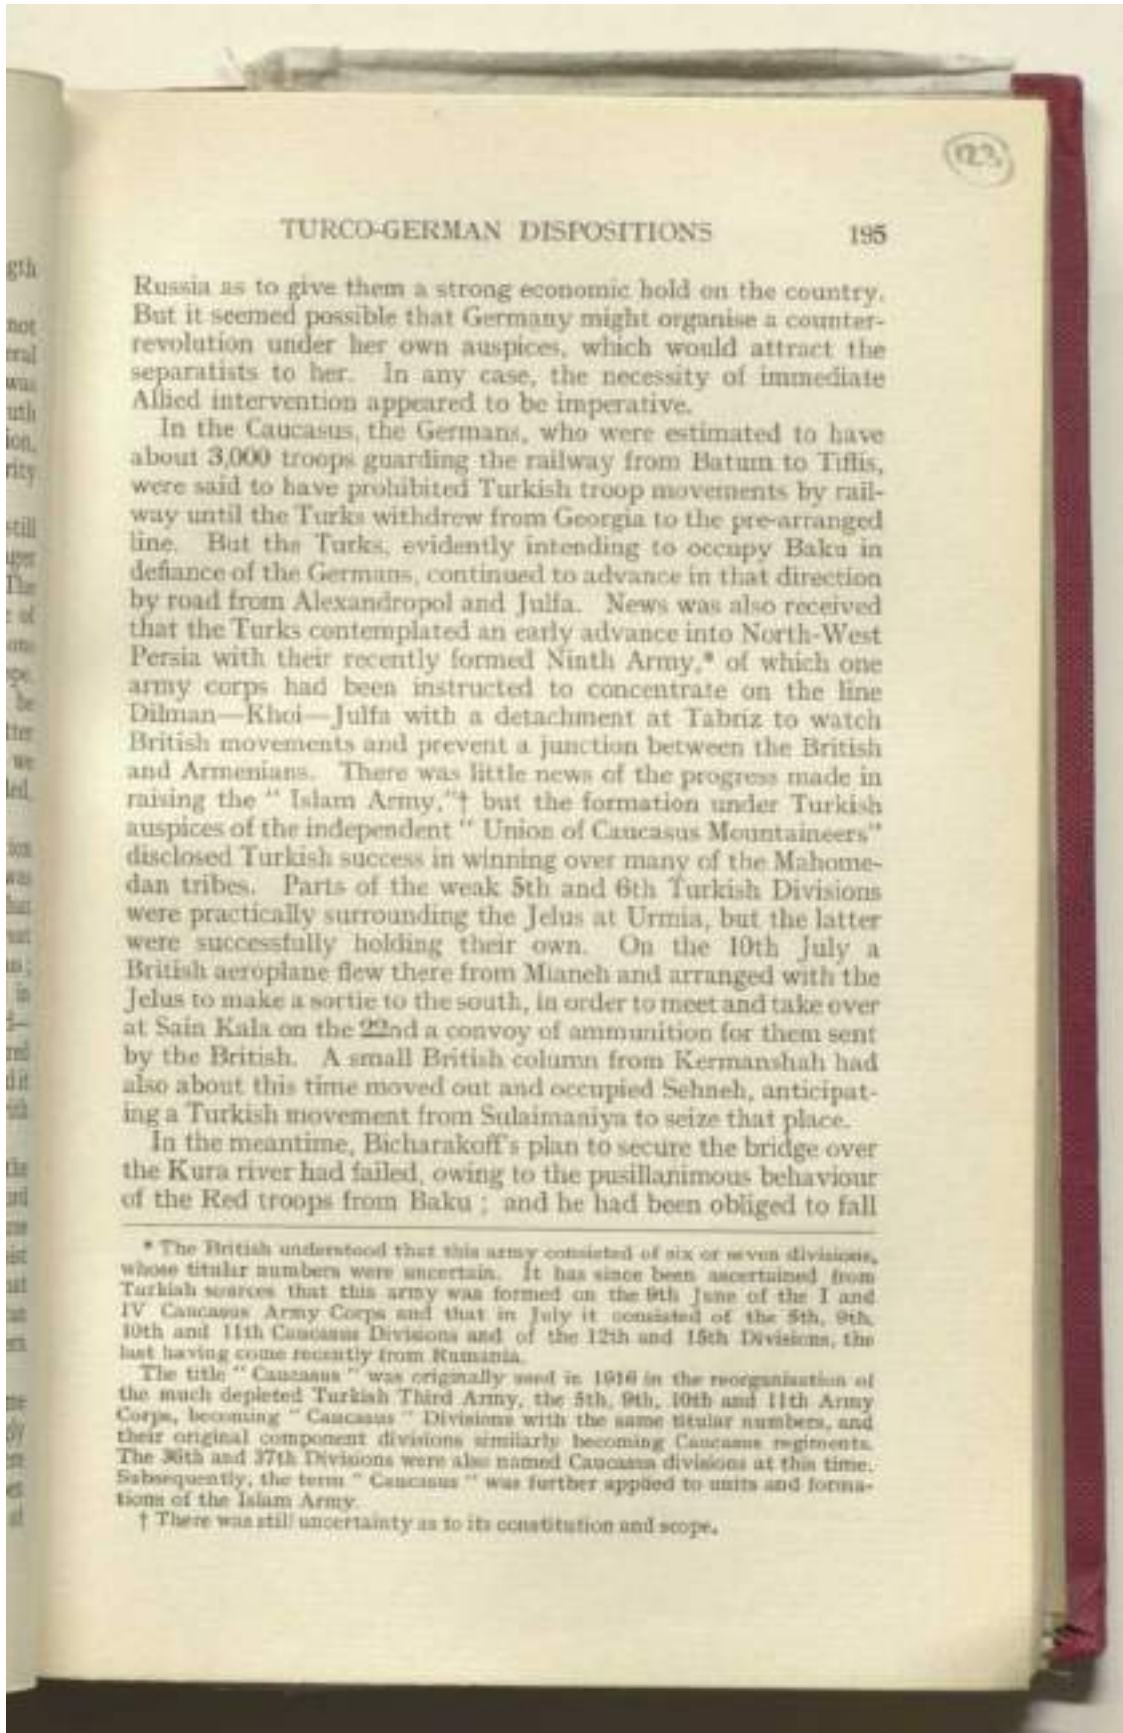 123
TURCO-GERMAN DISPOSITIONS 195
Russia as to give them a strong economic hold on the country.
But it seemed possible that Germany might organise a counter-
revolution under her own auspices, which would attract the
separatists to her. In any case, the necessity of immediate
Allied intervention appeared to be imperative.
In the Caucasus, the Germans, who were estimated to have
about 3,000 troops guarding the railway from Batum to Tiflis,
were said to have prohibited Turkish troop movements by rail-
way until the Turks withdrew from Georgia to the pre-arranged
line. But the Turks, evidently intending to occupy Baku in
defiance of the Germans, continued to advance in that direction
by road from Alexandropol and Julfa. News was also received
that the Turks contemplated an early advance into North-West
Persia with their recently formed Ninth Army,* of which one
army corps had been instructed to concentrate on the line
Dilman—Khoi—Julfa with a detachment at Tabriz to watch
British movements and prevent a junction between the British
and Armenians. There was little news of the progress made in
raising the " Islam Army,"† but the formation under Turkish
auspices of the independent " Union of Caucasus Mountaineers"
disclosed Turkish success in winning over many of the Mahome-
dan tribes. Parts of the weak 5th and 6th Turkish Divisions
were practically surrounding the Jelus at Urmia, but the latter
were successfully holding their own. On the 10th July a
British aeroplane flew there from Mianeh and arranged with the
Jelus to make a sortie to the south, in order to meet and take over
at Sain Kala on the 22nd a convoy of ammunition for them sent
by the British. A small British column from Kermanshah had
also about this time moved out and occupied Sehneh, anticipat-
ing a Turkish movement from Sulaimaniya to seize that place.
In the meantime, Bicharakoff's plan to secure the bridge over
the Kura river had failed, owing to the pusillanimous behaviour
of the Red troops from Baku ; and he had been obliged to fall
* The British understood that this army consisted of six or seven divisions,
whose titular numbers were uncertain. It has since been ascertained from
Turkish sources that this army was formed on the 9th June of the I and
IV Caucasus Army Corps and that in July it consisted of the 5th, 9th,
10th and 11th Caucasus Divisions and of the 12th and 15th Divisions, the
last having come recently from Rumania.
The title " Caucasus " was originally used in 1916 in the reorganisation of
the much depleted Turkish Third Army, the 5th, 9th, 10th and 11th Army
Corps, becoming " Caucasus " Divisions with the same titular numbers, and
their original component divisions similarly becoming Caucasus regiments.
The 36th and 37th Divisions were also named Caucasus divisions at this time.
Subsequently, the term " Caucasus " was further applied to units and forma-
tions of the Islam Army.
† There was still uncertainty as to its constitution and scope.